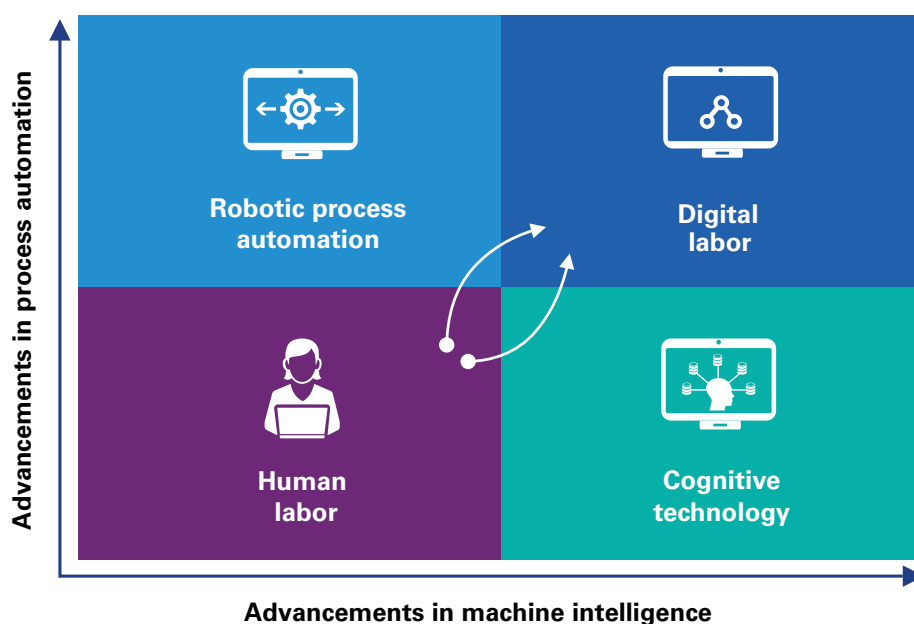 Advancements in process automation
Robotic process
automation
Digital
labor
Human
labor
Cognitive
technology
Advancements in machine intelligence